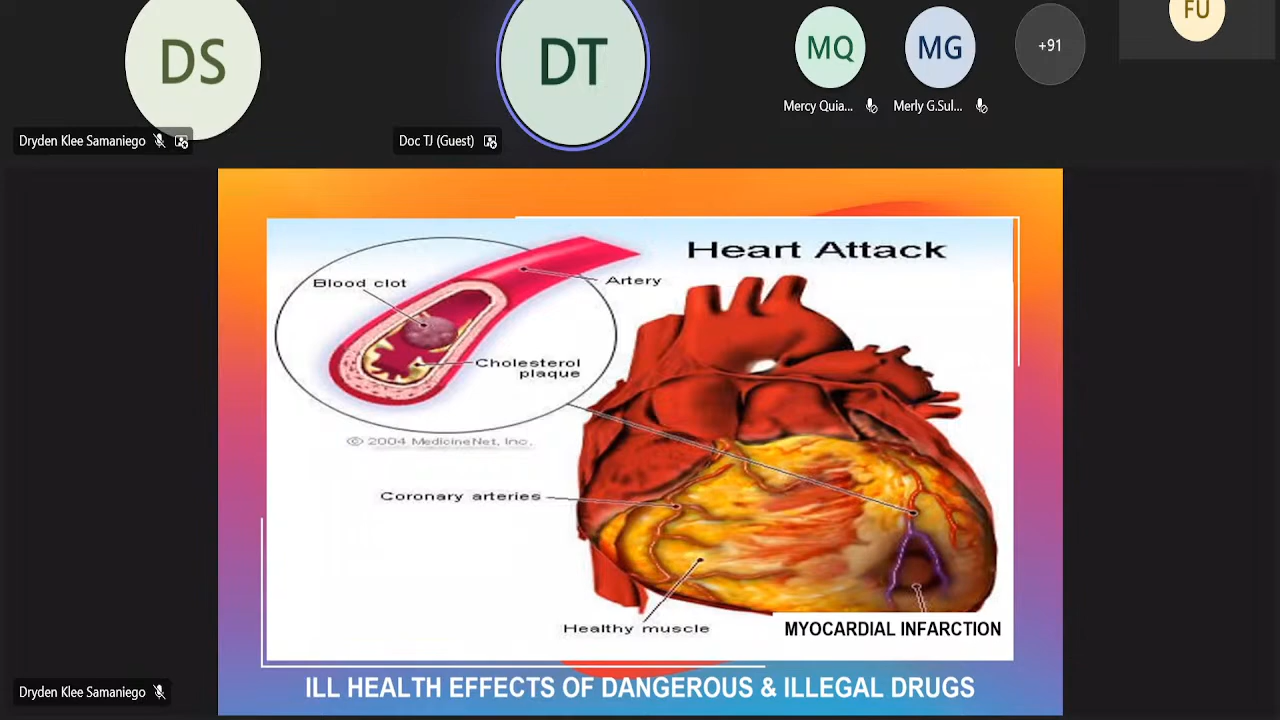 DS
DT
MQ
MG
+91
FU
Mercy Quia...
Merly G.Sul...
Dryden Klee Samaniego
Doc TJ (Guest)
Heart Attack
Blood clot
Artery
Cholesterol
plaque
© 2004 MedicineNet, Inc.
Coronary arteries
Healthy muscle
MYOCARDIAL INFARCTION
ILL HEALTH EFFECTS OF DANGEROUS & ILLEGAL DRUGS
Dryden Klee Samaniego